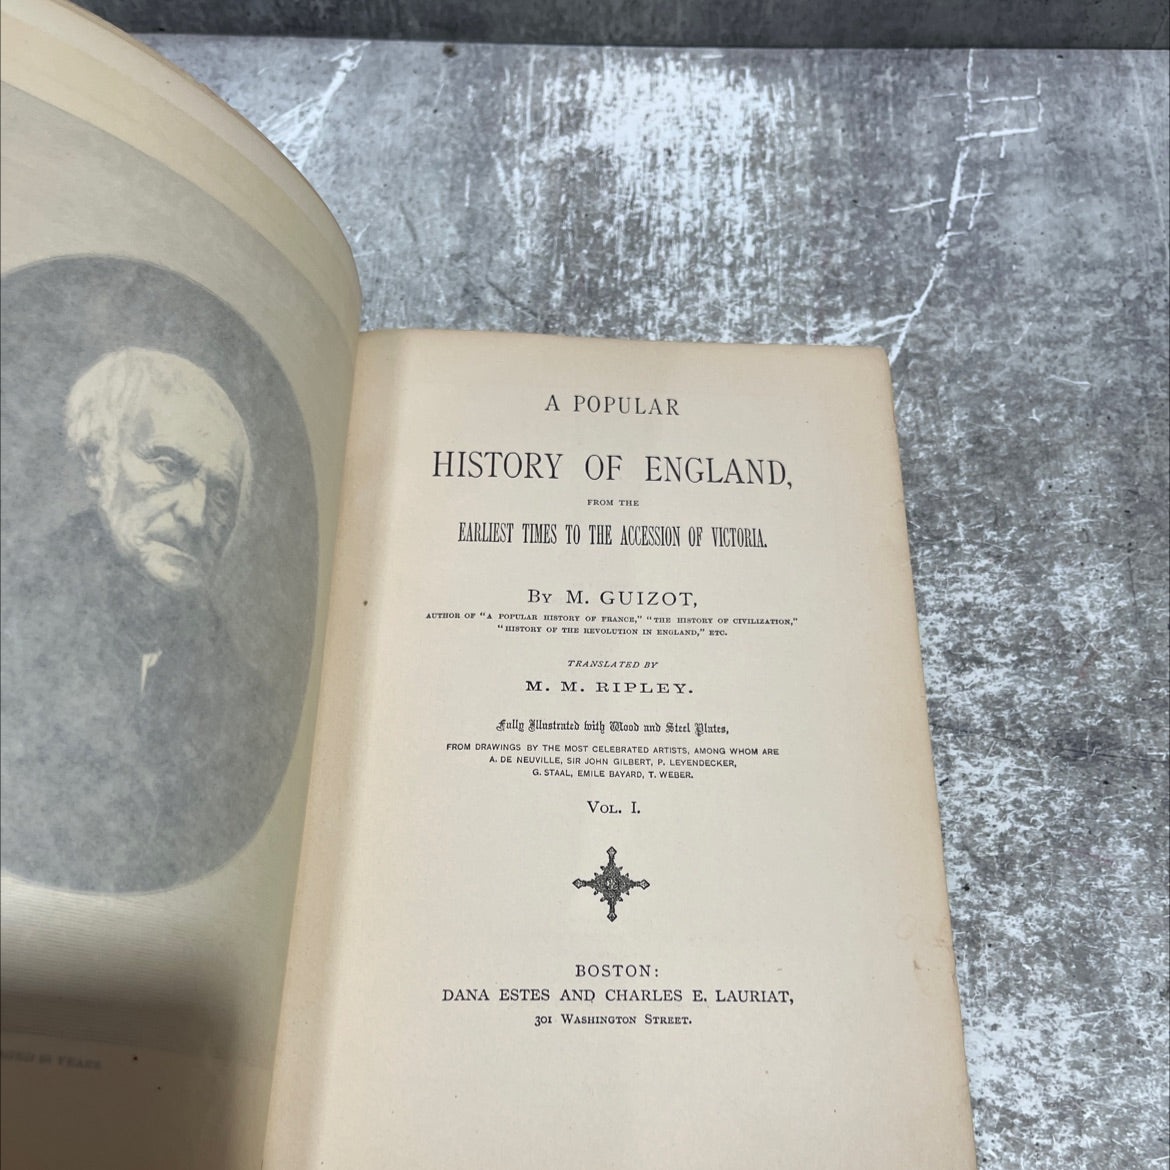 A POPULAR
HISTORY OF ENGLAND,
FROM THE
EARLIEST TIMES TO THE ACCESSION OF VICTORIA.
BY M. GUIZOT,
AUTHOR OF "A POPULAR HISTORY OF FRANCE," "THE HISTORY OF CIVILIZATION,"
"HISTORY OF THE REVOLUTION IN ENGLAND," ETC.
TRANSLATED BY
M. M. RIPLEY.
Fully Illustrated with Wood and Steel Plates,
FROM DRAWINGS BY THE MOST CELEBRATED ARTISTS, AMONG WHOM ARE
A. DE NEUVILLE, SIR JOHN GILBERT, P. LEYENDECKER,
G. STAAL, EMILE BAYARD, T. WEBER.
VOL. I.
BOSTON:
DANA ESTES AND CHARLES E. LAURIAT,
301 WASHINGTON STREET.
YEARS